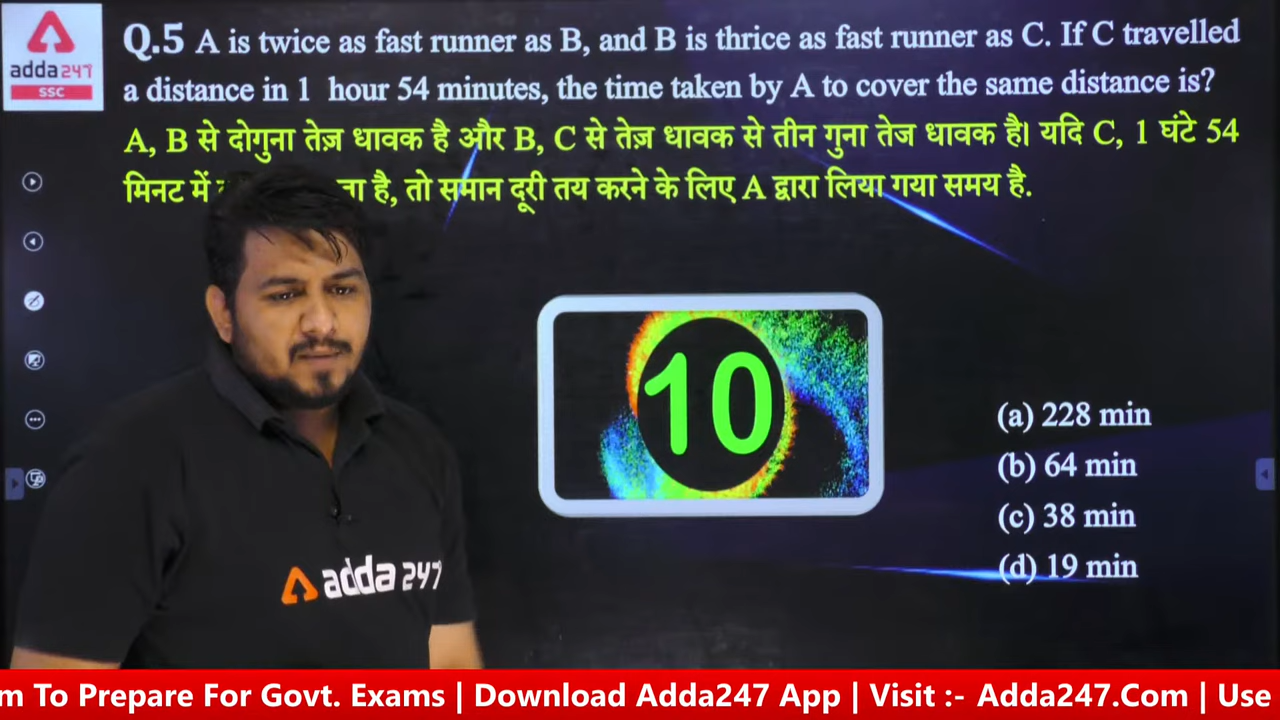 adda247
SSC
Q.5 A is twice as fast runner as B, and B is thrice as fast runner as C. If C travelled
a distance in 1 hour 54 minutes, the time taken by A to cover the same distance is?
A, B से दोगुना तेज़ धावक है और B, C से तेज़ धावक से तीन गुना तेज धावक है। यदि C, 1 घंटे 54
मिनट में है, तो समान दूरी तय करने के लिए A द्वारा लिया गया समय है.
10
(a) 228 min
(b) 64 min
(c) 38 min
(d) 19 min
adda 247
m To Prepare For Govt. Exams | Download Adda247 App | Visit :- Adda247.Com | Use